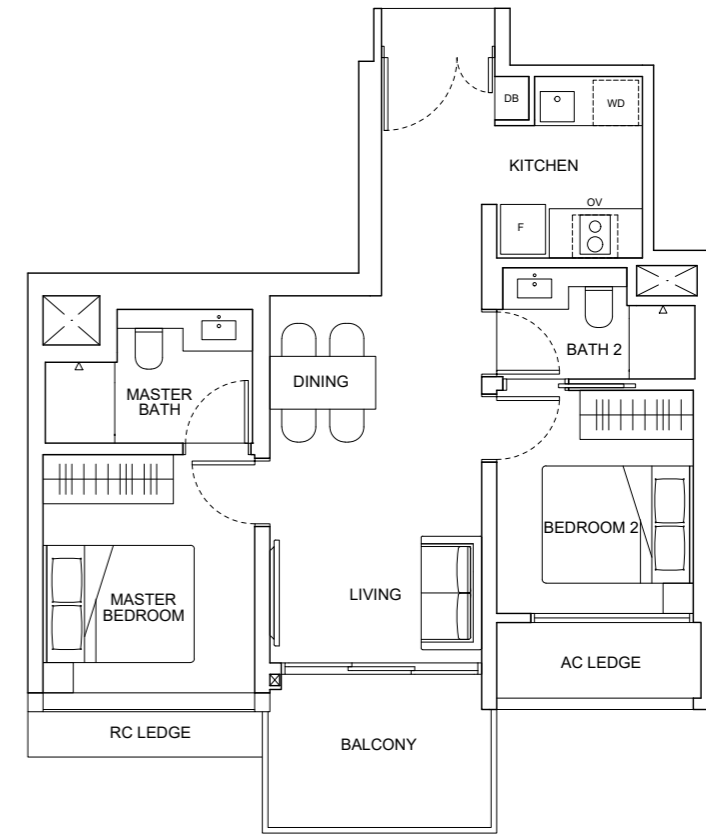 DB
WD
KITCHEN
OV
F
BATH 2
DINING
MASTER
BATH
BEDROOM 2
MASTER
BEDROOM
LIVING
AC LEDGE
RC LEDGE
BALCONY